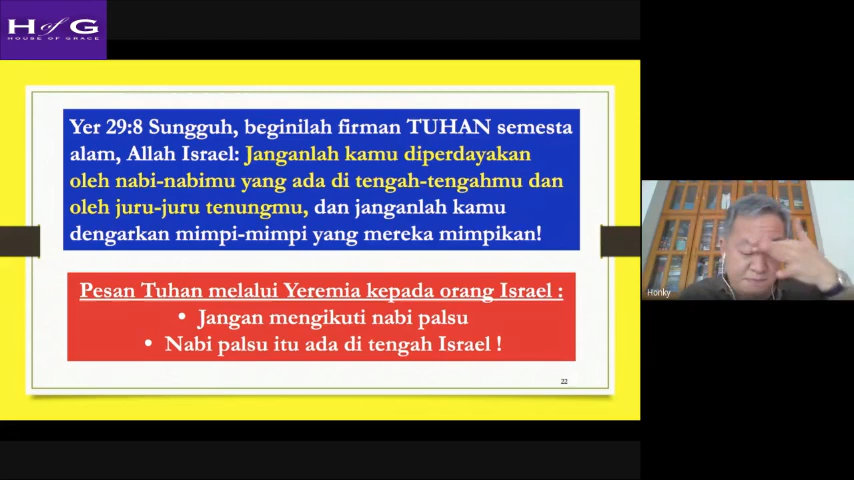 H of G
HOUSE OF GRACE
Yer 29:8 Sungguh, beginilah firman TUHAN semesta
alam, Allah Israel: Janganlah kamu diperdayakan
oleh nabi-nabimu yang ada di tengah-tengahmu dan
oleh juru-juru tenungmu, dan janganlah kamu
dengarkan mimpi-mimpi yang mereka mimpikan!
Pesan Tuhan melalui Yeremia kepada orang Israel :
• Jangan mengikuti nabi palsu
• Nabi palsu itu ada di tengah Israel !
22
Honky